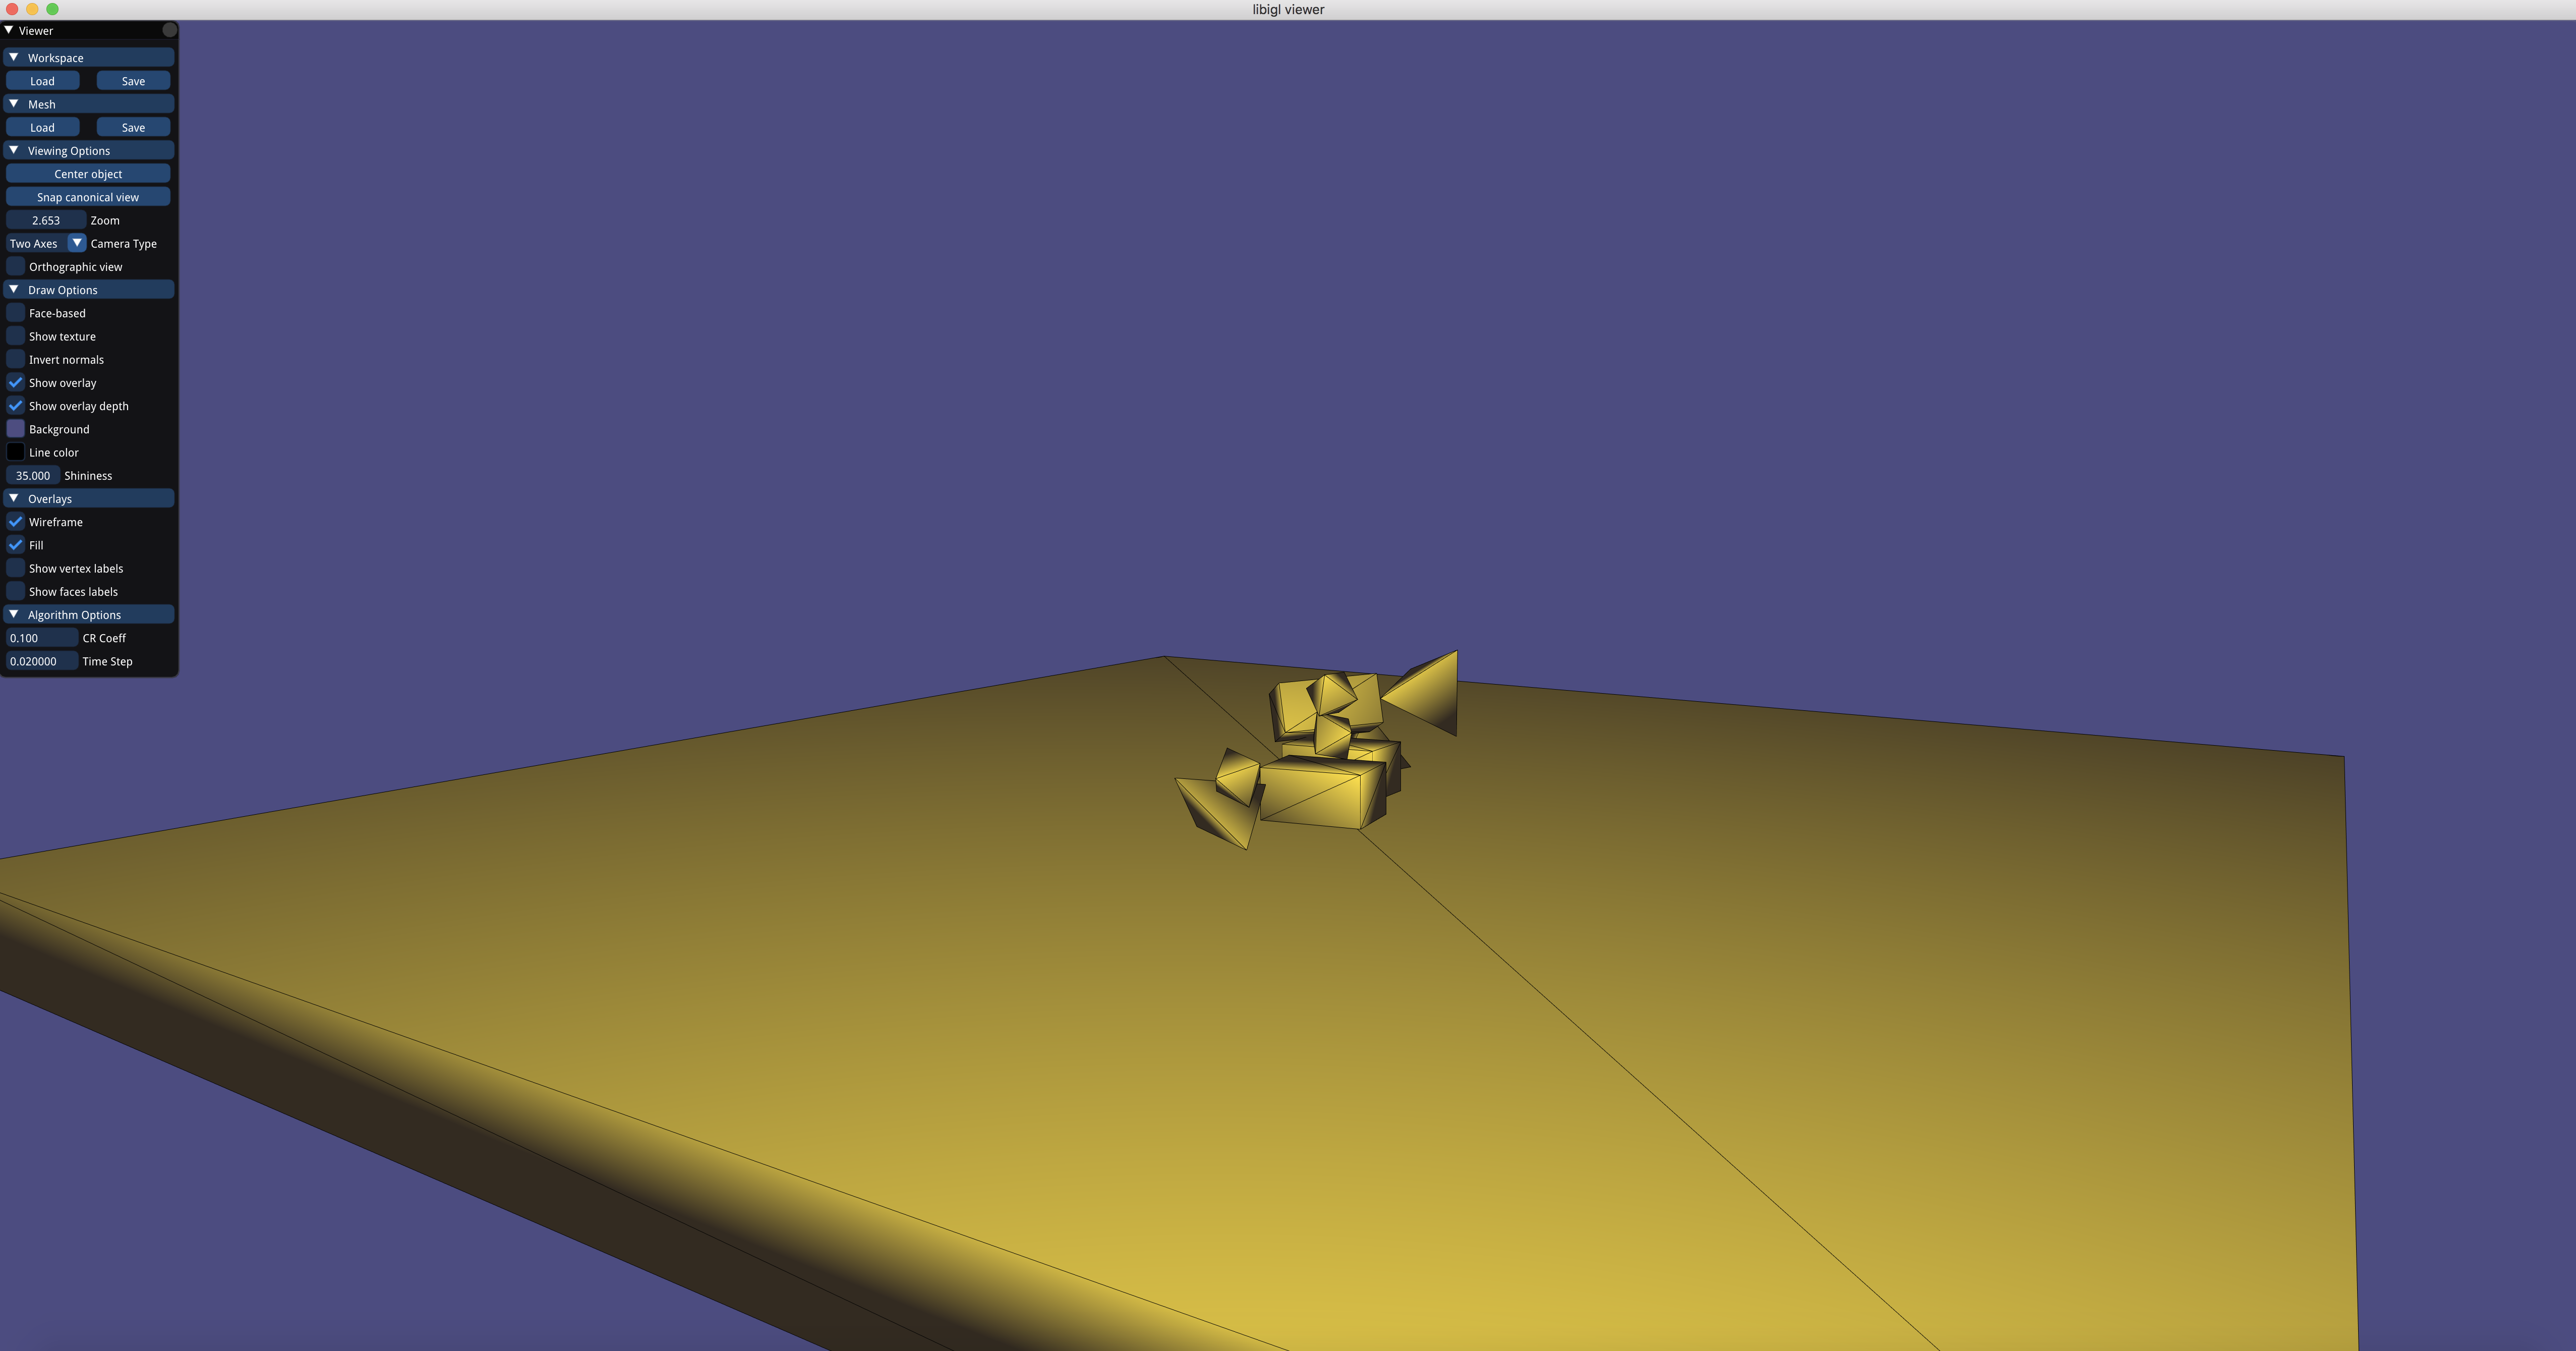 libigl viewer
Viewer
Workspace
Load Save
Mesh
Load Save
Viewing Options
Center object
Snap canonical view
2.653 Zoom
Two Axes Camera Type
Orthographic view
Draw Options
Face-based
Show texture
Invert normals
Show overlay
Show overlay depth
Background
Line color
35.000 Shininess
Overlays
Wireframe
Fill
Show vertex labels
Show faces labels
Algorithm Options
0.100 CR Coeff
0.020000 Time Step